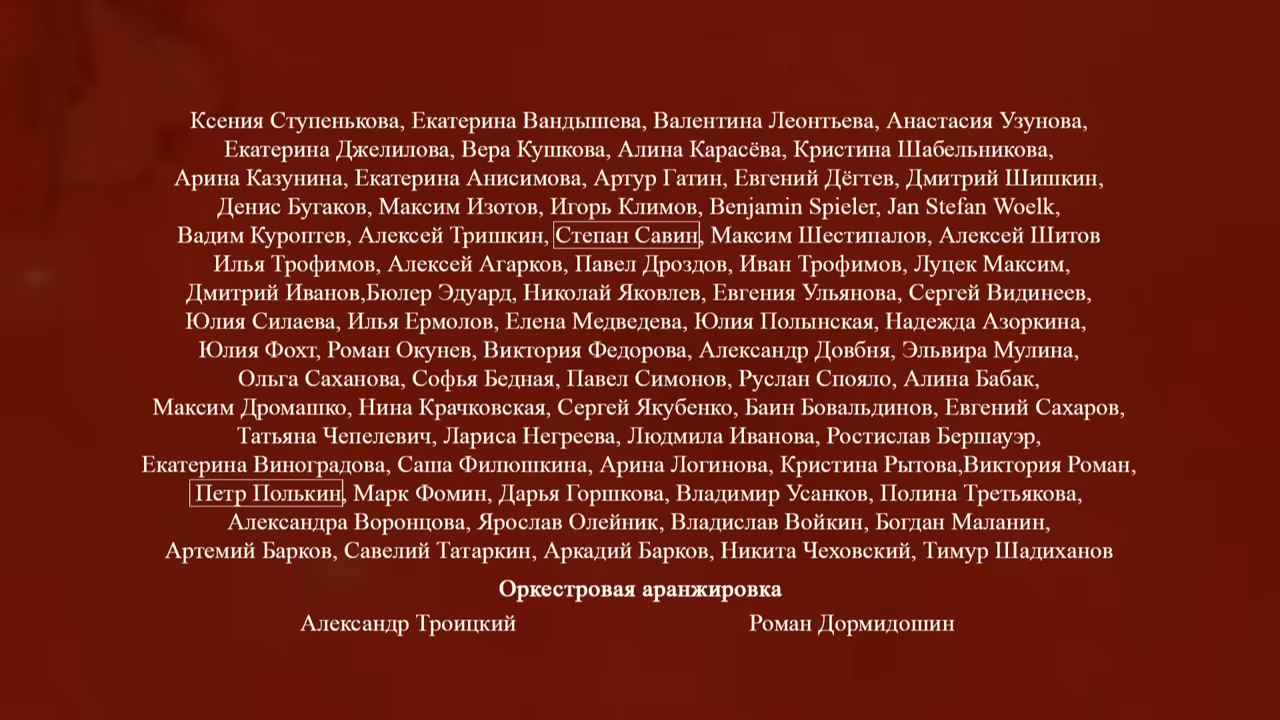 Ксения Ступенькова, Екатерина Вандышева, Валентина Леонтьева, Анастасия Узунова,
Екатерина Джелилова, Вера Кушкова, Алина Карасёва, Кристина Шабельникова,
Арина Казунина, Екатерина Анисимова, Артур Гатин, Евгений Дёгтев, Дмитрий Шишкин,
Денис Бугаков, Максим Изотов, Игорь Климов, Benjamin Spieler, Jan Stefan Woelk,
Вадим Куроптев, Алексей Тришкин, Степан Савин, Максим Шестипалов, Алексей Шитов
Илья Трофимов, Алексей Агарков, Павел Дроздов, Иван Трофимов, Луцек Максим,
Дмитрий Иванов,Бюлер Эдуард, Николай Яковлев, Евгения Ульянова, Сергей Видинеев,
Юлия Силаева, Илья Ермолов, Елена Медведева, Юлия Полынская, Надежда Азоркина,
Юлия Фохт, Роман Окунев, Виктория Федорова, Александр Довбня, Эльвира Мулина,
Ольга Саханова, Софья Бедная, Павел Симонов, Руслан Спояло, Алина Бабак,
Максим Дромашко, Нина Крачковская, Сергей Якубенко, Баин Бовальдинов, Евгений Сахаров,
Татьяна Чепелевич, Лариса Негреева, Людмила Иванова, Ростислав Бершауэр,
Екатерина Виноградова, Саша Филюшкина, Арина Логинова, Кристина Рытова,Виктория Роман,
Петр Полькин, Марк Фомин, Дарья Горшкова, Владимир Усанков, Полина Третьякова,
Александра Воронцова, Ярослав Олейник, Владислав Войкин, Богдан Маланин,
Артемий Барков, Савелий Татаркин, Аркадий Барков, Никита Чеховский, Тимур Шадиханов
Оркестровая аранжировка
Александр Троицкий Роман Дормидошин